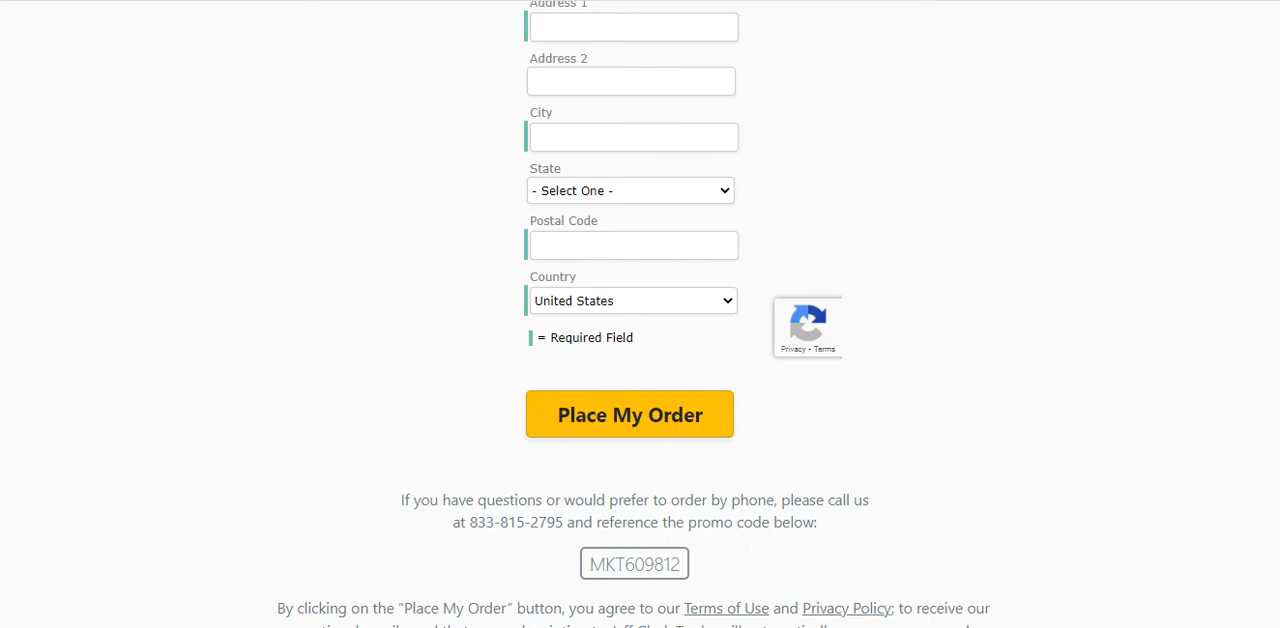 Address 1
Address 2
City
State
- Select One -
Postal Code
Country
United States
= Required Field
Privacy - Terms
Place My Order
If you have questions or would prefer to order by phone, please call us
at 833-815-2795 and reference the promo code below:
MKT609812
By clicking on the “Place My Order” button, you agree to our Terms of Use and Privacy Policy; to receive our